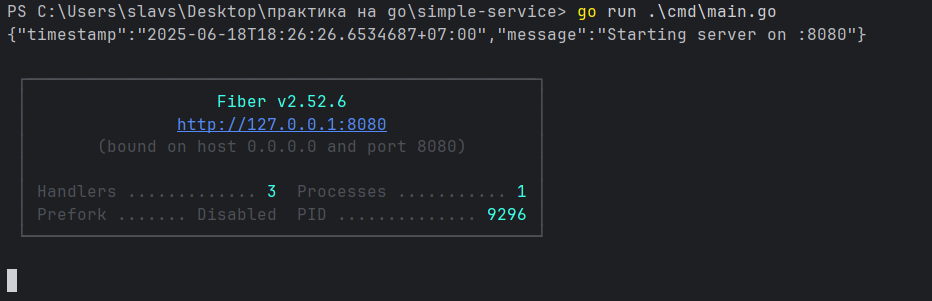 PS C:\Users\slavs\Desktop\практика на go\simple-service> go run .\cmd\main.go
{"timestamp":"2025-06-18T18:26:26.6534687+07:00","message":"Starting server on :8080"}
Fiber v2.52.6
http://127.0.0.1:8080
(bound on host 0.0.0.0 and port 8080)
Handlers ............. 3 Processes ........... 1
Prefork ....... Disabled PID .............. 9296